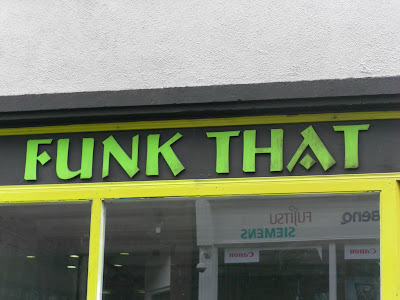 FUNK THAT
FUJITSU BENQ
SIEMENS
Canon Canon